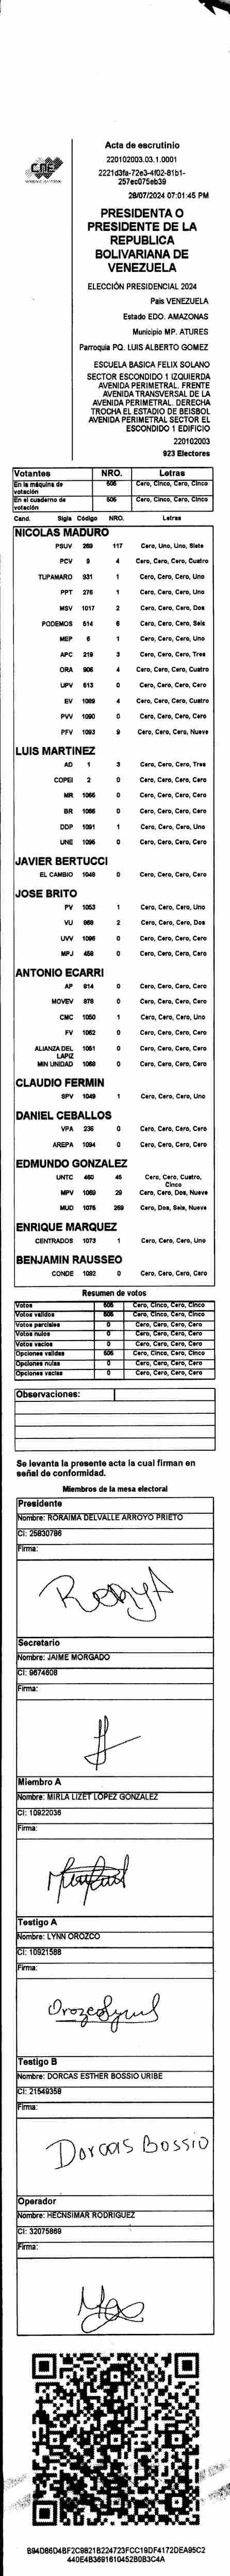 CNE
Acta de escrutinio
220102003.03.1.0001
2221d3fa-72e3-4f02-81b1-
257ec075eb39
28/07/2024 07:01:45 PM
PRESIDENTA O
PRESIDENTE DE LA
REPUBLICA
BOLIVARIANA DE
VENEZUELA
ELECCIÓN PRESIDENCIAL 2024
País VENEZUELA
Estado EDO. AMAZONAS
Municipio MP. ATURES
Parroquia PQ. LUIS ALBERTO GOMEZ
ESCUELA BASICA FELIX SOLANO
SECTOR ESCONDIDO 1 IZQUIERDA
AVENIDA PERIMETRAL. FRENTE
AVENIDA TRANSVERSAL DE LA
AVENIDA PERIMETRAL. DERECHA
TROCHA EL ESTADIO DE BEISBOL
AVENIDA PERIMETRAL SECTOR EL
ESCONDIDO 1 EDIFICIO
220102003
923 Electores
Votantes NRO. Letras
En la máquina de votación 505 Cero, Cinco, Cero, Cinco
En el cuaderno de votación 505 Cero, Cinco, Cero, Cinco
Cand. Sigla Código NRO. Letras
NICOLAS MADURO
PSUV 269 117 Cero, Uno, Uno, Siete
PCV 9 4 Cero, Cero, Cero, Cuatro
TUPAMARO 931 1 Cero, Cero, Cero, Uno
PPT 276 1 Cero, Cero, Cero, Uno
MSV 1017 2 Cero, Cero, Cero, Dos
PODEMOS 514 6 Cero, Cero, Cero, Seis
MEP 6 1 Cero, Cero, Cero, Uno
APC 219 3 Cero, Cero, Cero, Tres
ORA 906 4 Cero, Cero, Cero, Cuatro
UPV 513 0 Cero, Cero, Cero, Cero
EV 1089 4 Cero, Cero, Cero, Cuatro
PVV 1090 0 Cero, Cero, Cero, Cero
PFV 1093 9 Cero, Cero, Cero, Nueve
LUIS MARTINEZ
AD 1 3 Cero, Cero, Cero, Tres
COPEI 2 0 Cero, Cero, Cero, Cero
MR 1066 0 Cero, Cero, Cero, Cero
BR 0 Cero, Cero, Cero, Cero
DDP 1091 1 Cero, Cero, Cero, Uno
UNE 0 Cero, Cero, Cero, Cero
JAVIER BERTUCCI
EL CAMBIO 1048 0 Cero, Cero, Cero, Cero
JOSE BRITO
PV 1053 1 Cero, Cero, Cero, Uno
VU 968 2 Cero, Cero, Cero, Dos
UVV 0 Cero, Cero, Cero, Cero
MPJ 458 0 Cero, Cero, Cero, Cero
ANTONIO ECARRI
AP 914 0 Cero, Cero, Cero, Cero
MOVEV 978 0 Cero, Cero, Cero, Cero
CMC 1050 1 Cero, Cero, Cero, Uno
FV 1052 0 Cero, Cero, Cero, Cero
ALIANZA DEL LAPIZ 1051 0 Cero, Cero, Cero, Cero
MIN UNIDAD 1088 0 Cero, Cero, Cero, Cero
CLAUDIO FERMIN
SPV 1049 1 Cero, Cero, Cero, Uno
DANIEL CEBALLOS
VPA 236 0 Cero, Cero, Cero, Cero
AREPA 1094 0 Cero, Cero, Cero, Cero
EDMUNDO GONZALEZ
UNTC 460 45 Cero, Cero, Cuatro, Cinco
MPV 1069 29 Cero, Cero, Dos, Nueve
MUD 1075 269 Cero, Dos, Seis, Nueve
ENRIQUE MARQUEZ
CENTRADOS 1073 1 Cero, Cero, Cero, Uno
BENJAMIN RAUSSEO
CONDE 1092 0 Cero, Cero, Cero, Cero
Resumen de votos
Votos 505 Cero, Cinco, Cero, Cinco
Votos válidos 505 Cero, Cinco, Cero, Cinco
Votos parciales 0 Cero, Cero, Cero, Cero
Votos nulos 0 Cero, Cero, Cero, Cero
Votos vacíos 0 Cero, Cero, Cero, Cero
Opciones válidas 505 Cero, Cinco, Cero, Cinco
Opciones nulas 0 Cero, Cero, Cero, Cero
Opciones vacías 0 Cero, Cero, Cero, Cero
Observaciones:
Se levanta la presente acta la cual firman en
señal de conformidad.
Miembros de la mesa electoral
Presidente
Nombre: RORAIMA DELVALLE ARROYO PRIETO
CI: 25830786
Firma:
Secretario
Nombre: JAIME MORGADO
CI: 9674608
Firma:
Miembro A
Nombre: MIRLA LIZET LOPEZ GONZALEZ
CI: 10922036
Firma:
Testigo A
Nombre: LYNN OROZCO
CI: 10921588
Firma:
Testigo B
Nombre: DORCAS ESTHER BOSSIO URIBE
CI: 21549358
Firma:
Dorcas Bossio
Operador
Nombre: HECNSIMAR RODRIGUEZ
CI: 32075869
Firma:
B94D86D4BF2C9821B224723FCC19DF4172DEA95C2
440E4B3691610452B0B3C4A